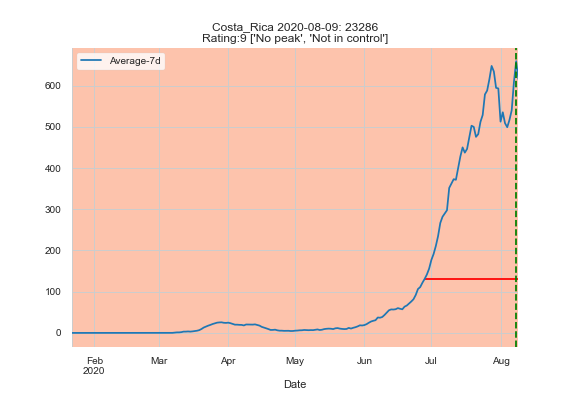 Costa_Rica 2020-08-09: 23286
Rating:9 ['No peak', 'Not in control']
Average-7d
600
500
400
300
200
100
0
Feb
2020
Mar
Apr
May
Jun
Jul
Aug
Date